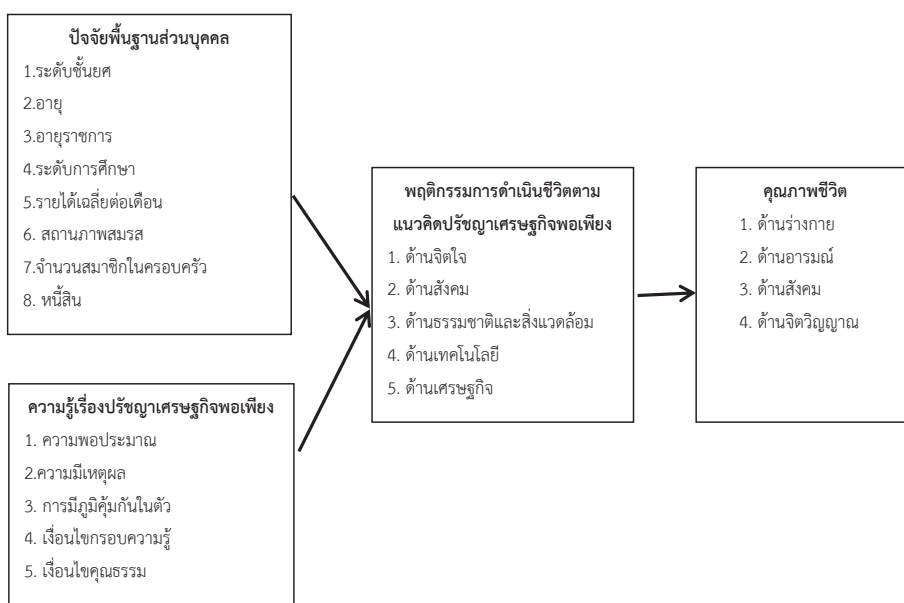 ปัจจัยพื้นฐานส่วนบุคคล
1.ระดับชั้นยศ
2.อายุ
3.อายุราชการ
4.ระดับการศึกษา
5.รายได้เฉลี่ยต่อเดือน
6. สถานภาพสมรส
7.จำนวนสมาชิกในครอบครัว
8. หนี้สิน
ความรู้เรื่องปรัชญาเศรษฐกิจพอเพียง
1. ความพอประมาณ
2.ความมีเหตุผล
3. การมีภูมิคุ้มกันในตัว
4. เงื่อนไขกรอบความรู้
5. เงื่อนไขคุณธรรม
พฤติกรรมการดำเนินชีวิตตาม
แนวคิดปรัชญาเศรษฐกิจพอเพียง
1. ด้านจิตใจ
2. ด้านสังคม
3. ด้านธรรมชาติและสิ่งแวดล้อม
4. ด้านเทคโนโลยี
5. ด้านเศรษฐกิจ
คุณภาพชีวิต
1. ด้านร่างกาย
2. ด้านอารมณ์
3. ด้านสังคม
4. ด้านจิตวิญญาณ